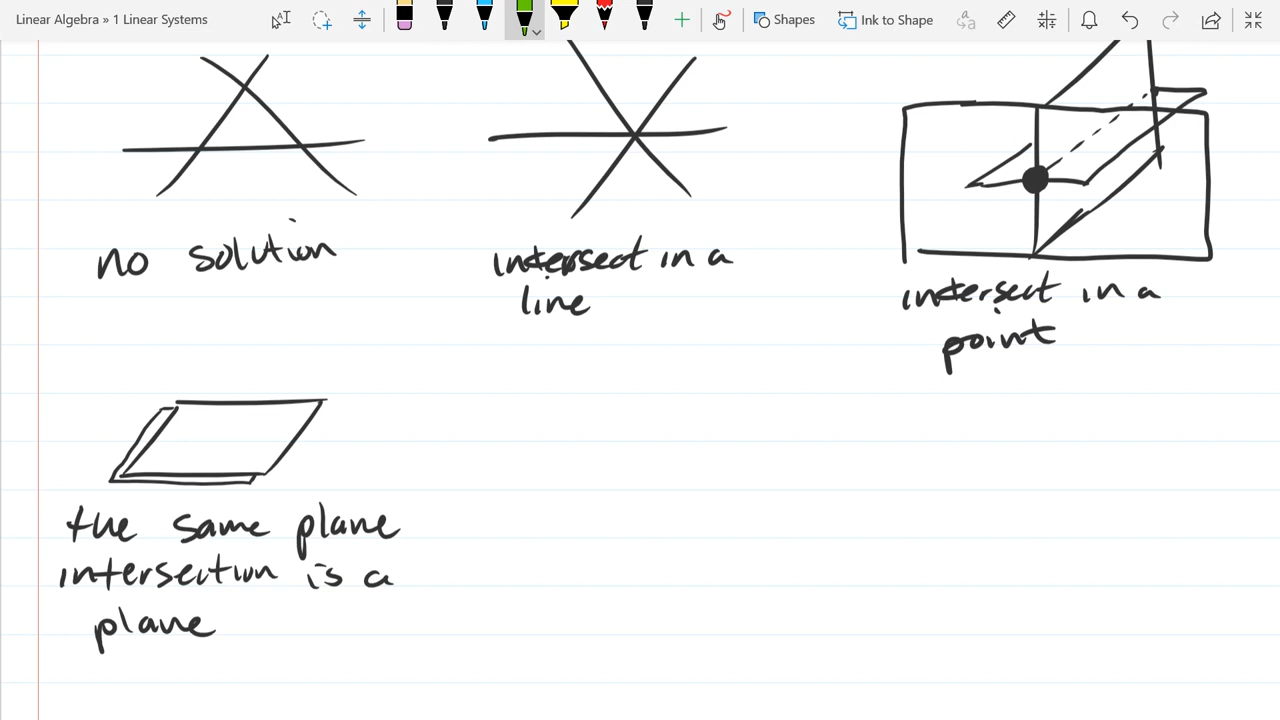 Linear Algebra » 1 Linear Systems
Shapes
Ink to Shape
no solution
intersect in a
line
intersect in a
point
the same plane
intersection is a
plane